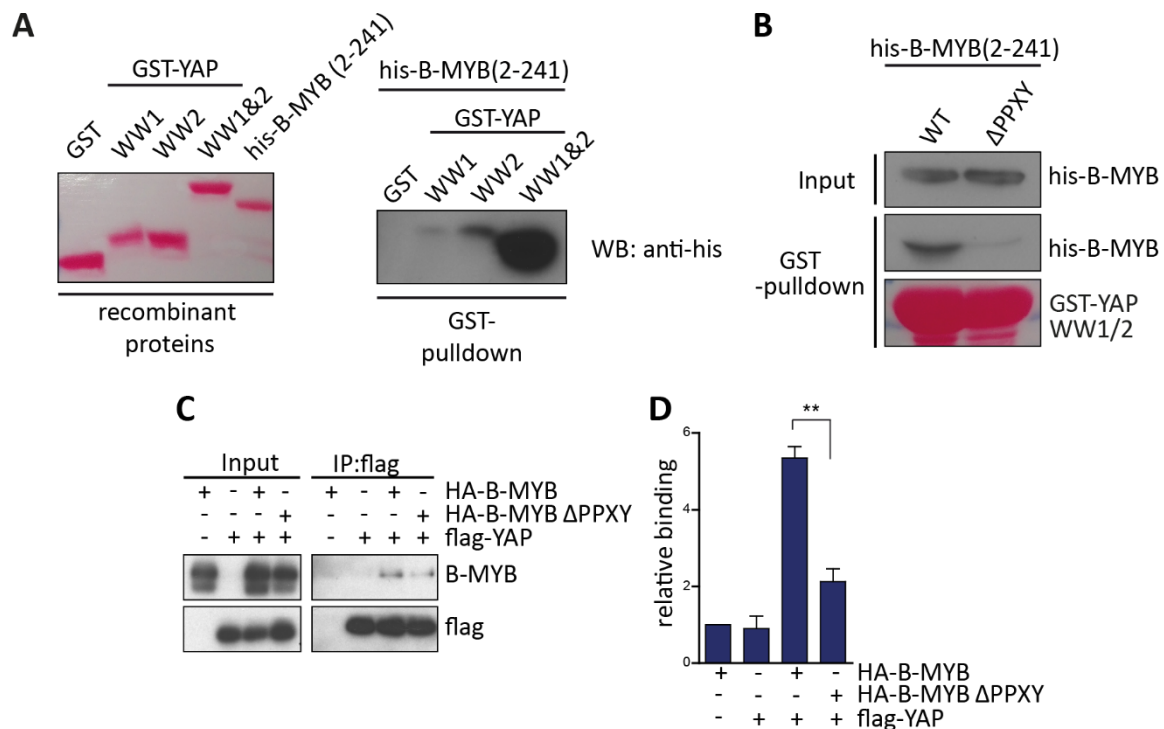 A
GST-YAP
GST
WW1
WW2
WW1&2
his-B-MYB (2-241)
recombinant
proteins
his-B-MYB(2-241)
GST-YAP
GST
WW1
WW2
WW1&2
WB: anti-his
GST-
pulldown
B
his-B-MYB(2-241)
WT
ΔPPXY
Input
his-B-MYB
GST
-pulldown
his-B-MYB
GST-YAP
WW1/2
C
Input
IP:flag
+ - + - + - + - HA-B-MYB
- - - + - - - + HA-B-MYB ΔPPXY
- + + + - + + + flag-YAP
B-MYB
flag
D
**
relative binding
6
4
2
0
+ - + - HA-B-MYB
- - - + HA-B-MYB ΔPPXY
- + + + flag-YAP